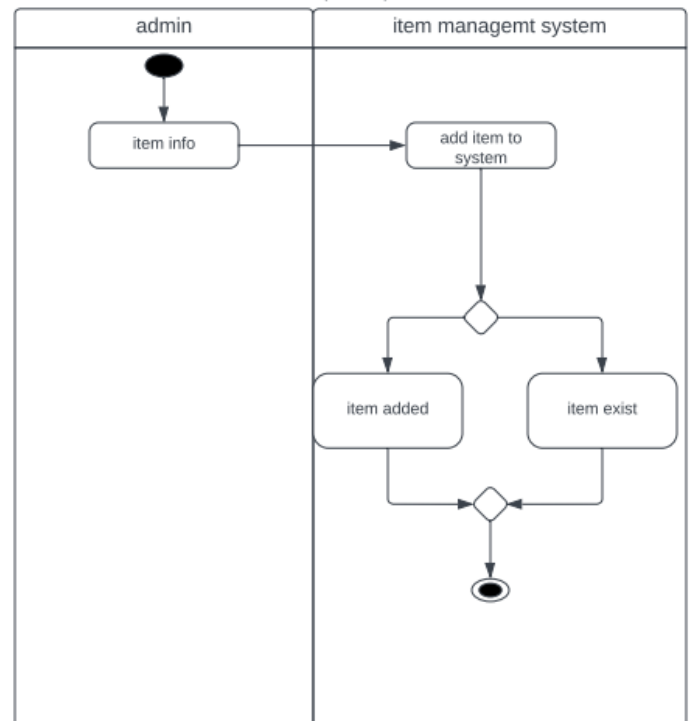 admin
item managemt system
item info
add item to
system
item added
item exist